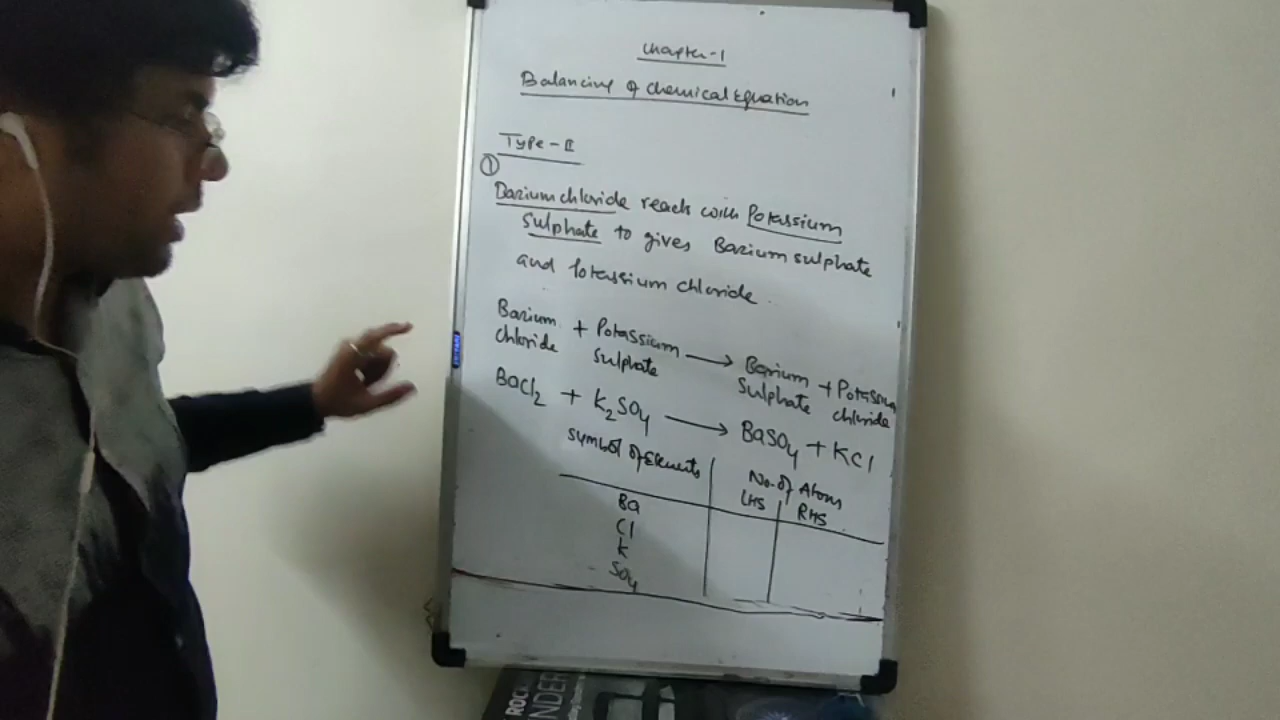 Chapter-1
Balancing of chemical Equation
Type-II
①
Barium chloride reacts with Potassium
sulphate to gives Barium sulphate
and Potassium chloride.
Barium chloride + Potassium sulphate → Barium Sulphate + Potassium chloride
BaCl2 + K2SO4 → BaSO4 + KCl
Symbol of Elements
No. of Atoms
LHS RHS
Ba
Cl
K
SO4
ROCK